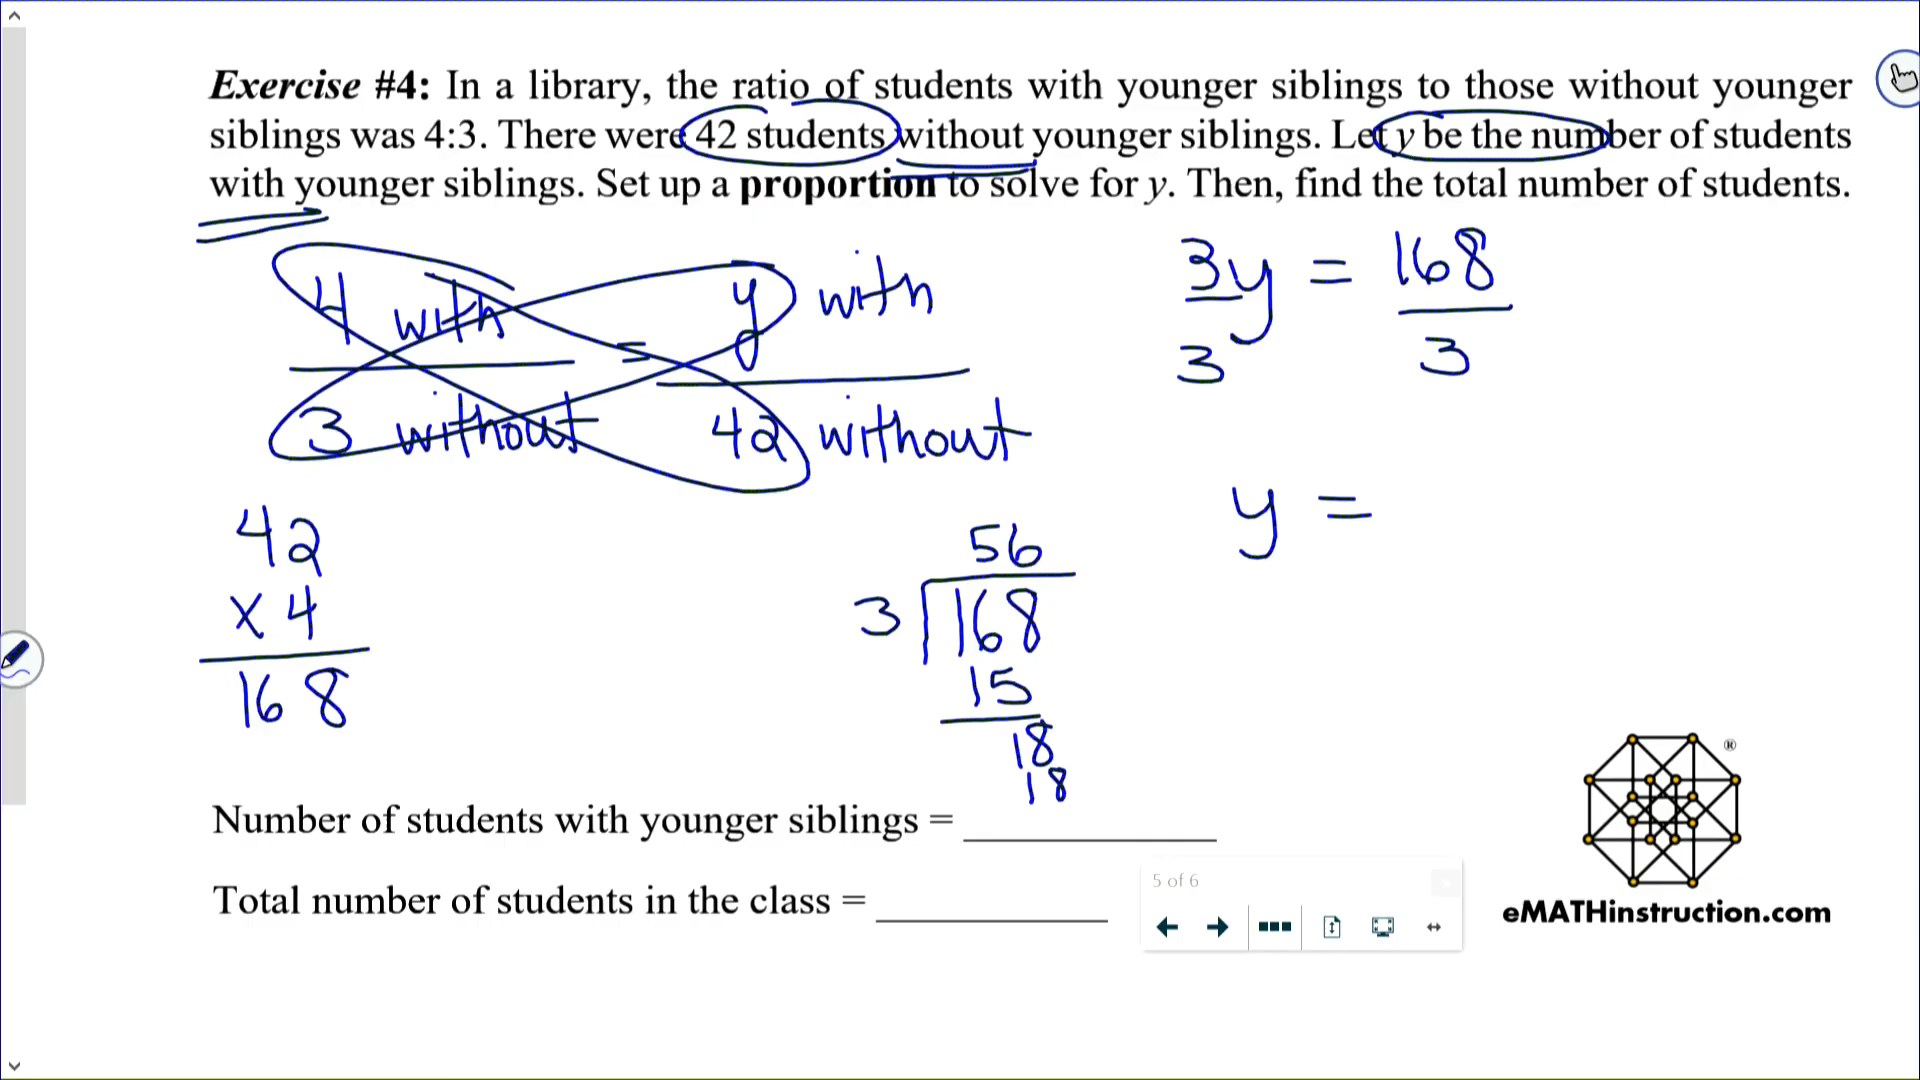 Exercise #4: In a library, the ratio of students with younger siblings to those without younger
siblings was 4:3. There were 42 students without younger siblings. Let y be the number of students
with younger siblings. Set up a proportion to solve for y. Then, find the total number of students.
4 with = y with
3 without 42 without
3y = 168
3 3
y =
42
x 4
168
56
3 168
15
18
18
Number of students with younger siblings =
Total number of students in the class =
5 of 6
®
eMATHinstruction.com